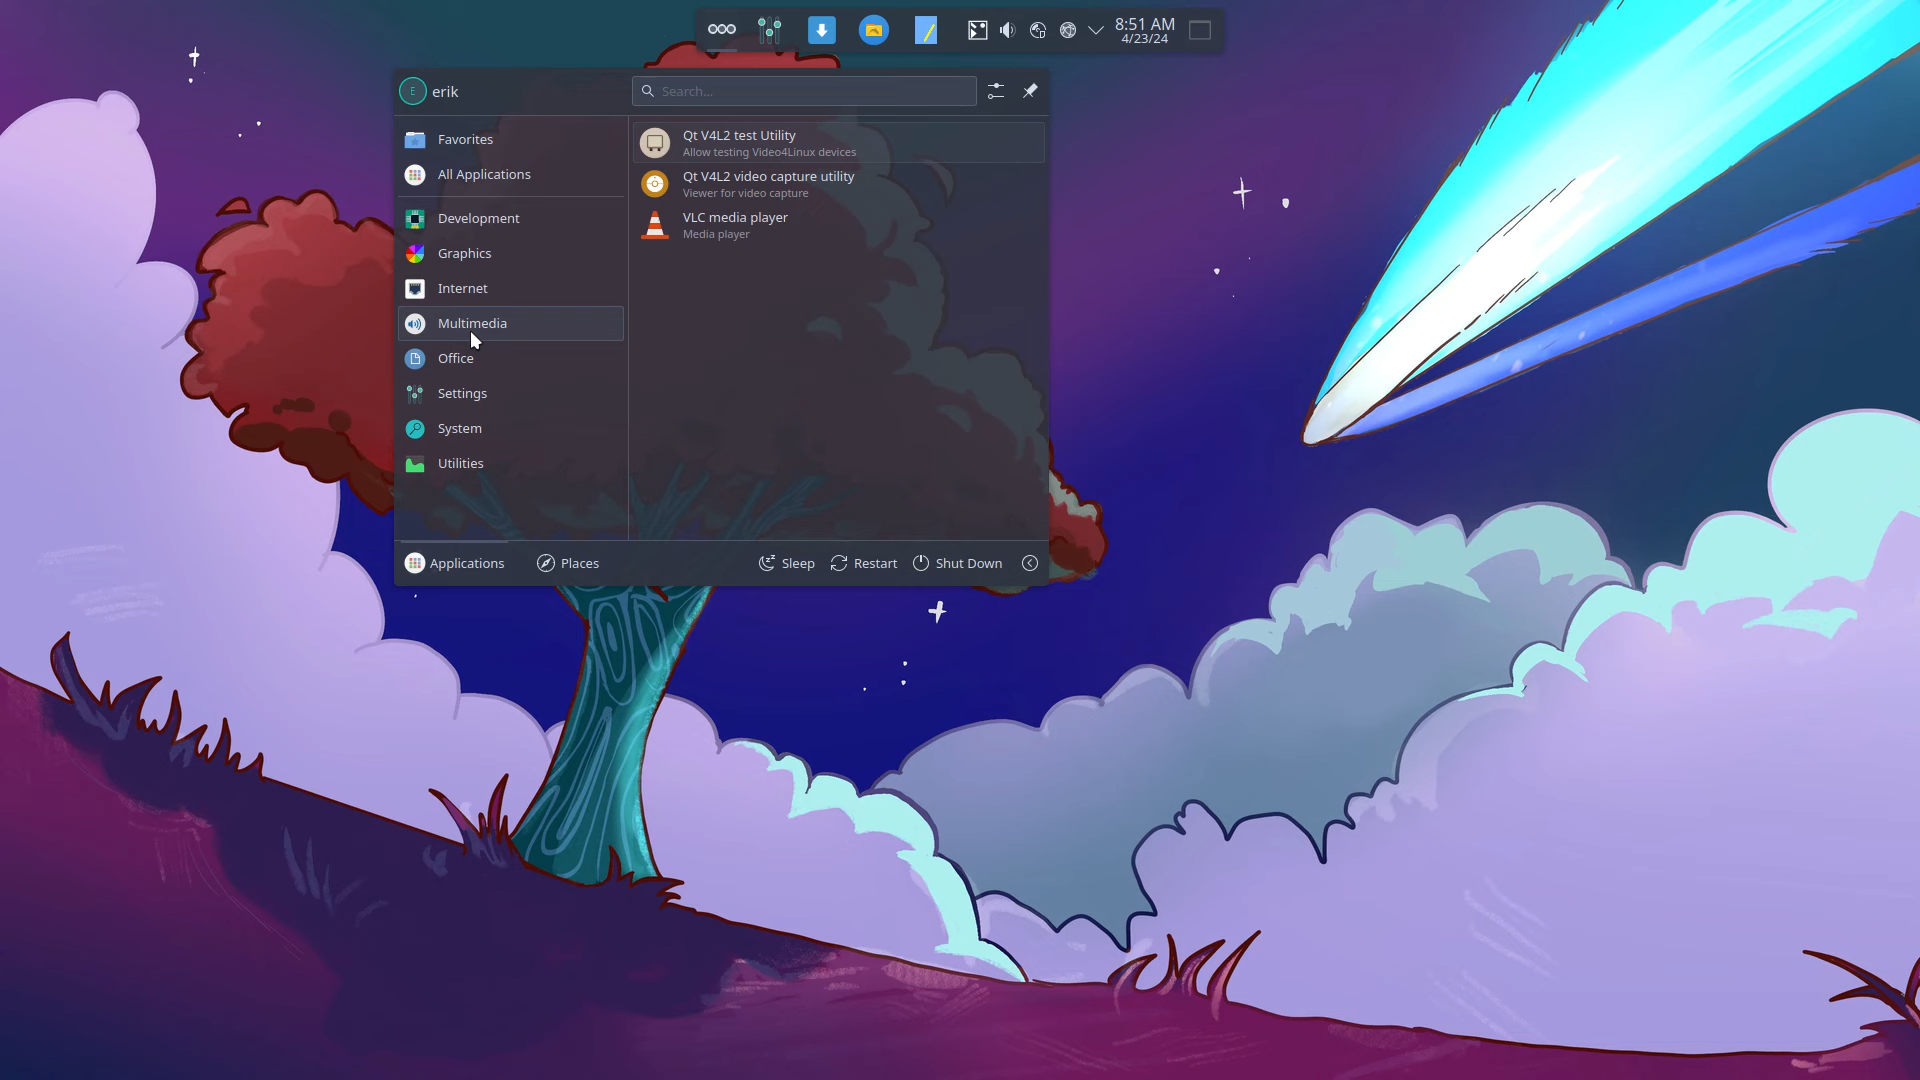 8:51 AM
4/23/24
E
erik
Search...
Favorites
All Applications
Development
Graphics
Internet
Multimedia
Office
Settings
System
Utilities
Qt V4L2 test Utility
Allow testing Video4Linux devices
Qt V4L2 video capture utility
Viewer for video capture
VLC media player
Media player
Applications
Places
Sleep
Restart
Shut Down